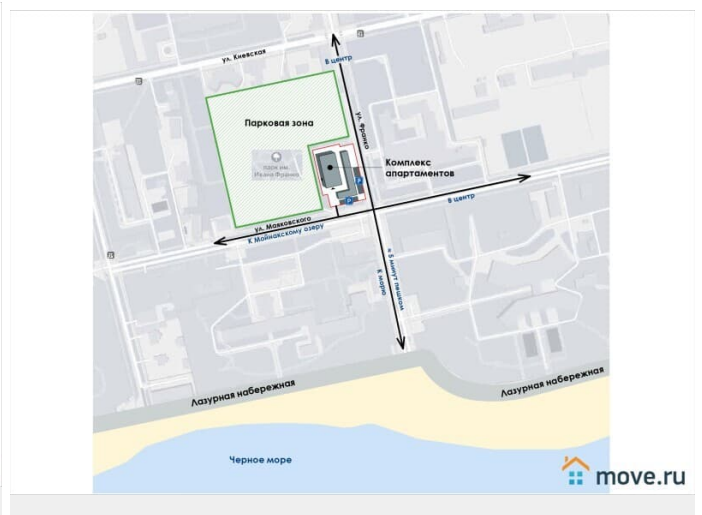 ул. Киевская
В центр
ул. Франко
Парковая зона
парк им.
Ивана Франко
Комплекс
апартаментов
P
P
В центр
ул. Маяковского
К Мойнакскому озеру
≈ 5 минут пешком
К морю
Лазурная набережная
Лазурная набережная
Черное море
move.ru